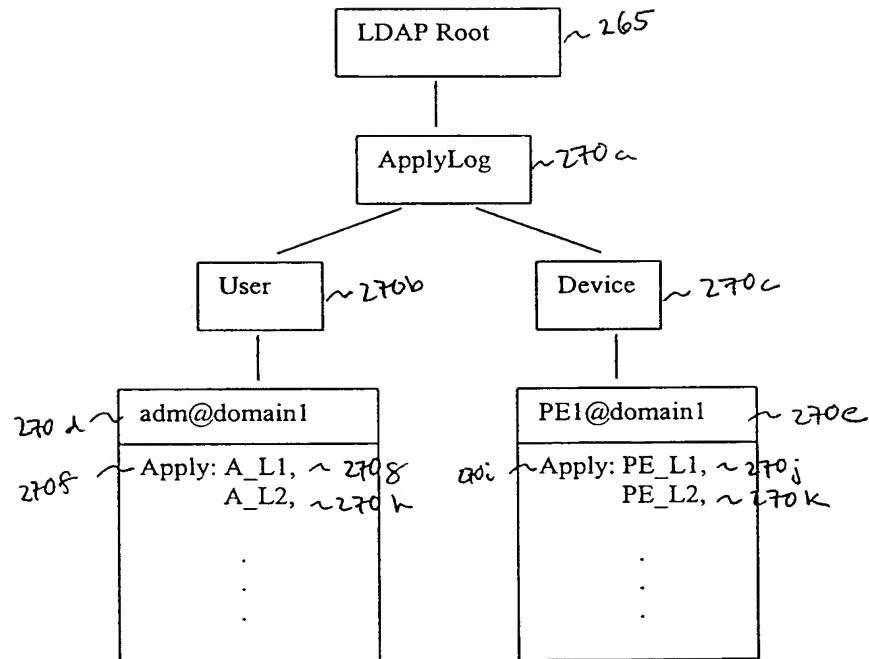 LDAP Root ~ 265
ApplyLog ~ 270a
User ~ 270b
Device ~ 270c
270d ~ adm@domain1
PE1@domain1 ~ 270e
270f ~ Apply: A_L1, ~ 270g
A_L2, ~ 270h
270i ~ Apply: PE_L1, ~ 270j
PE_L2, ~ 270k